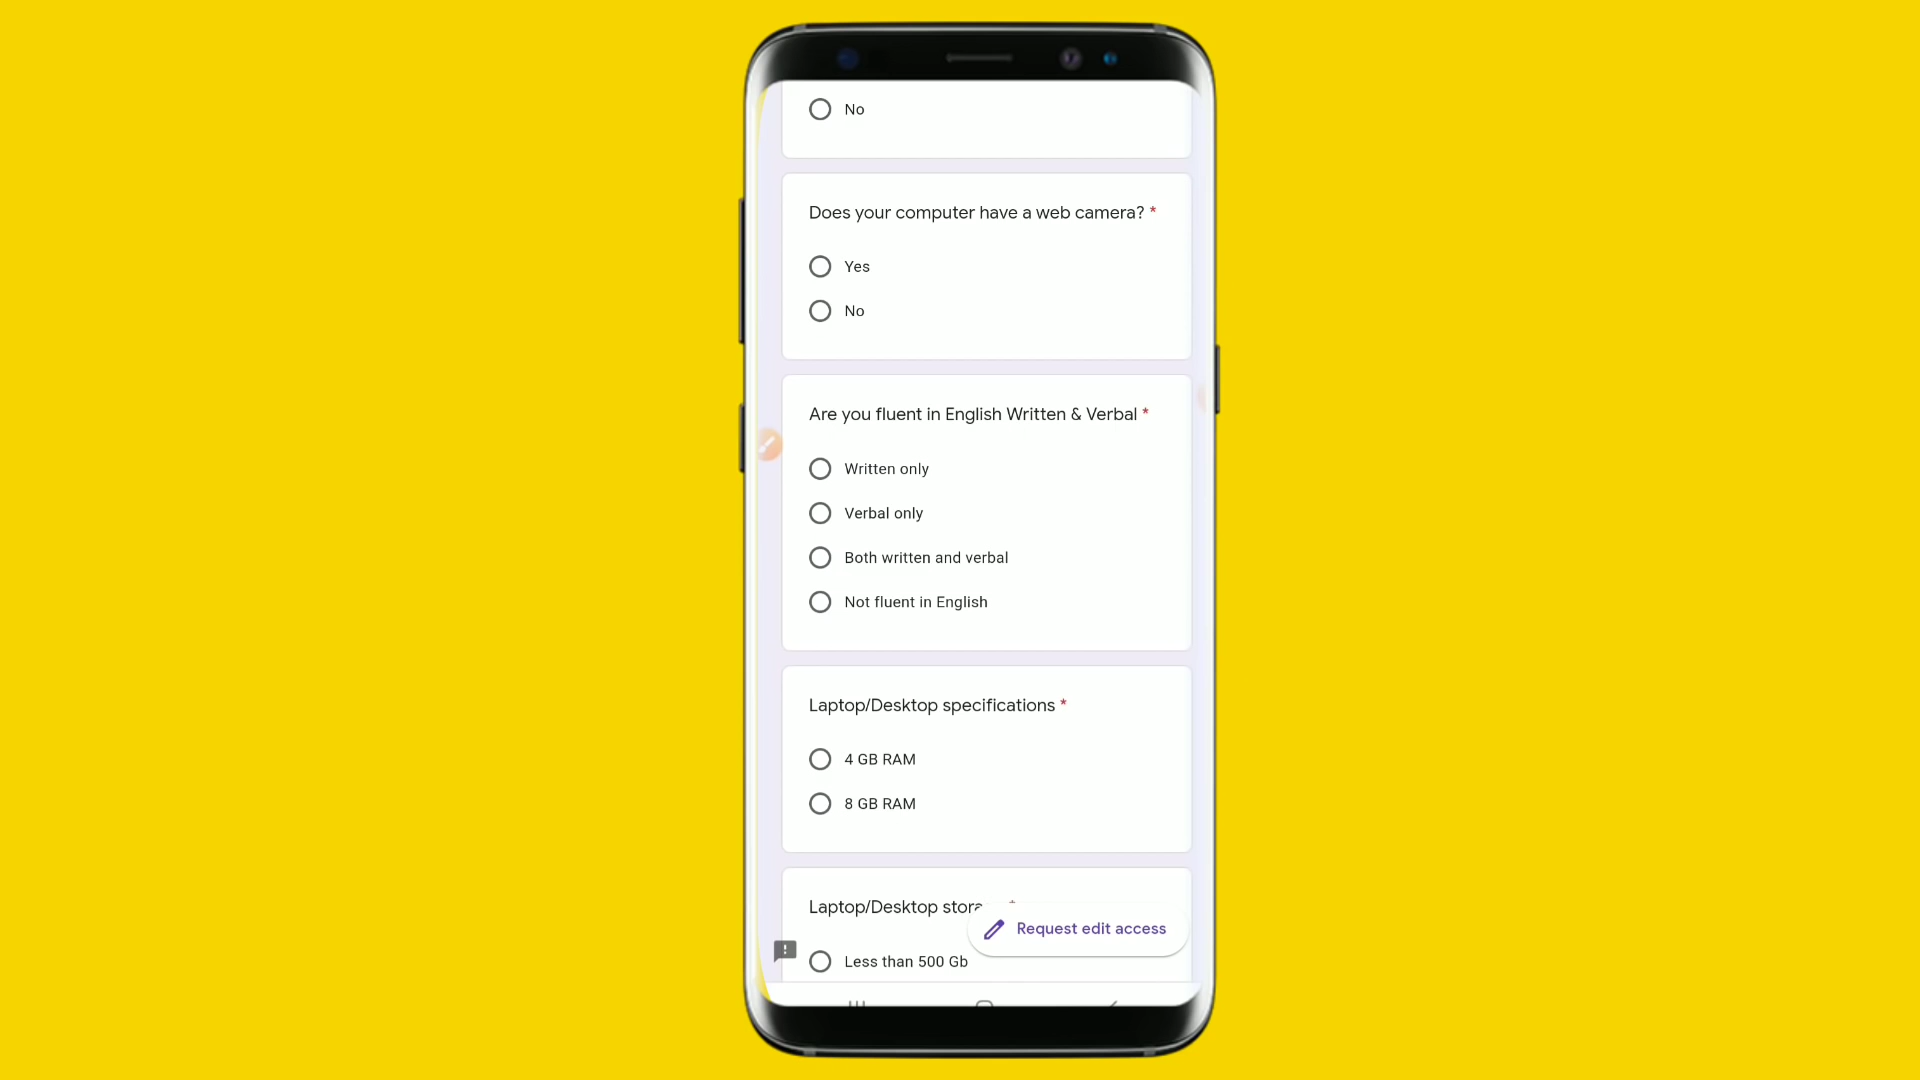 No
Does your computer have a web camera? *
Yes
No
Are you fluent in English Written & Verbal *
Written only
Verbal only
Both written and verbal
Not fluent in English
Laptop/Desktop specifications *
4 GB RAM
8 GB RAM
Laptop/Desktop
Request edit access
Less than 500 Gb